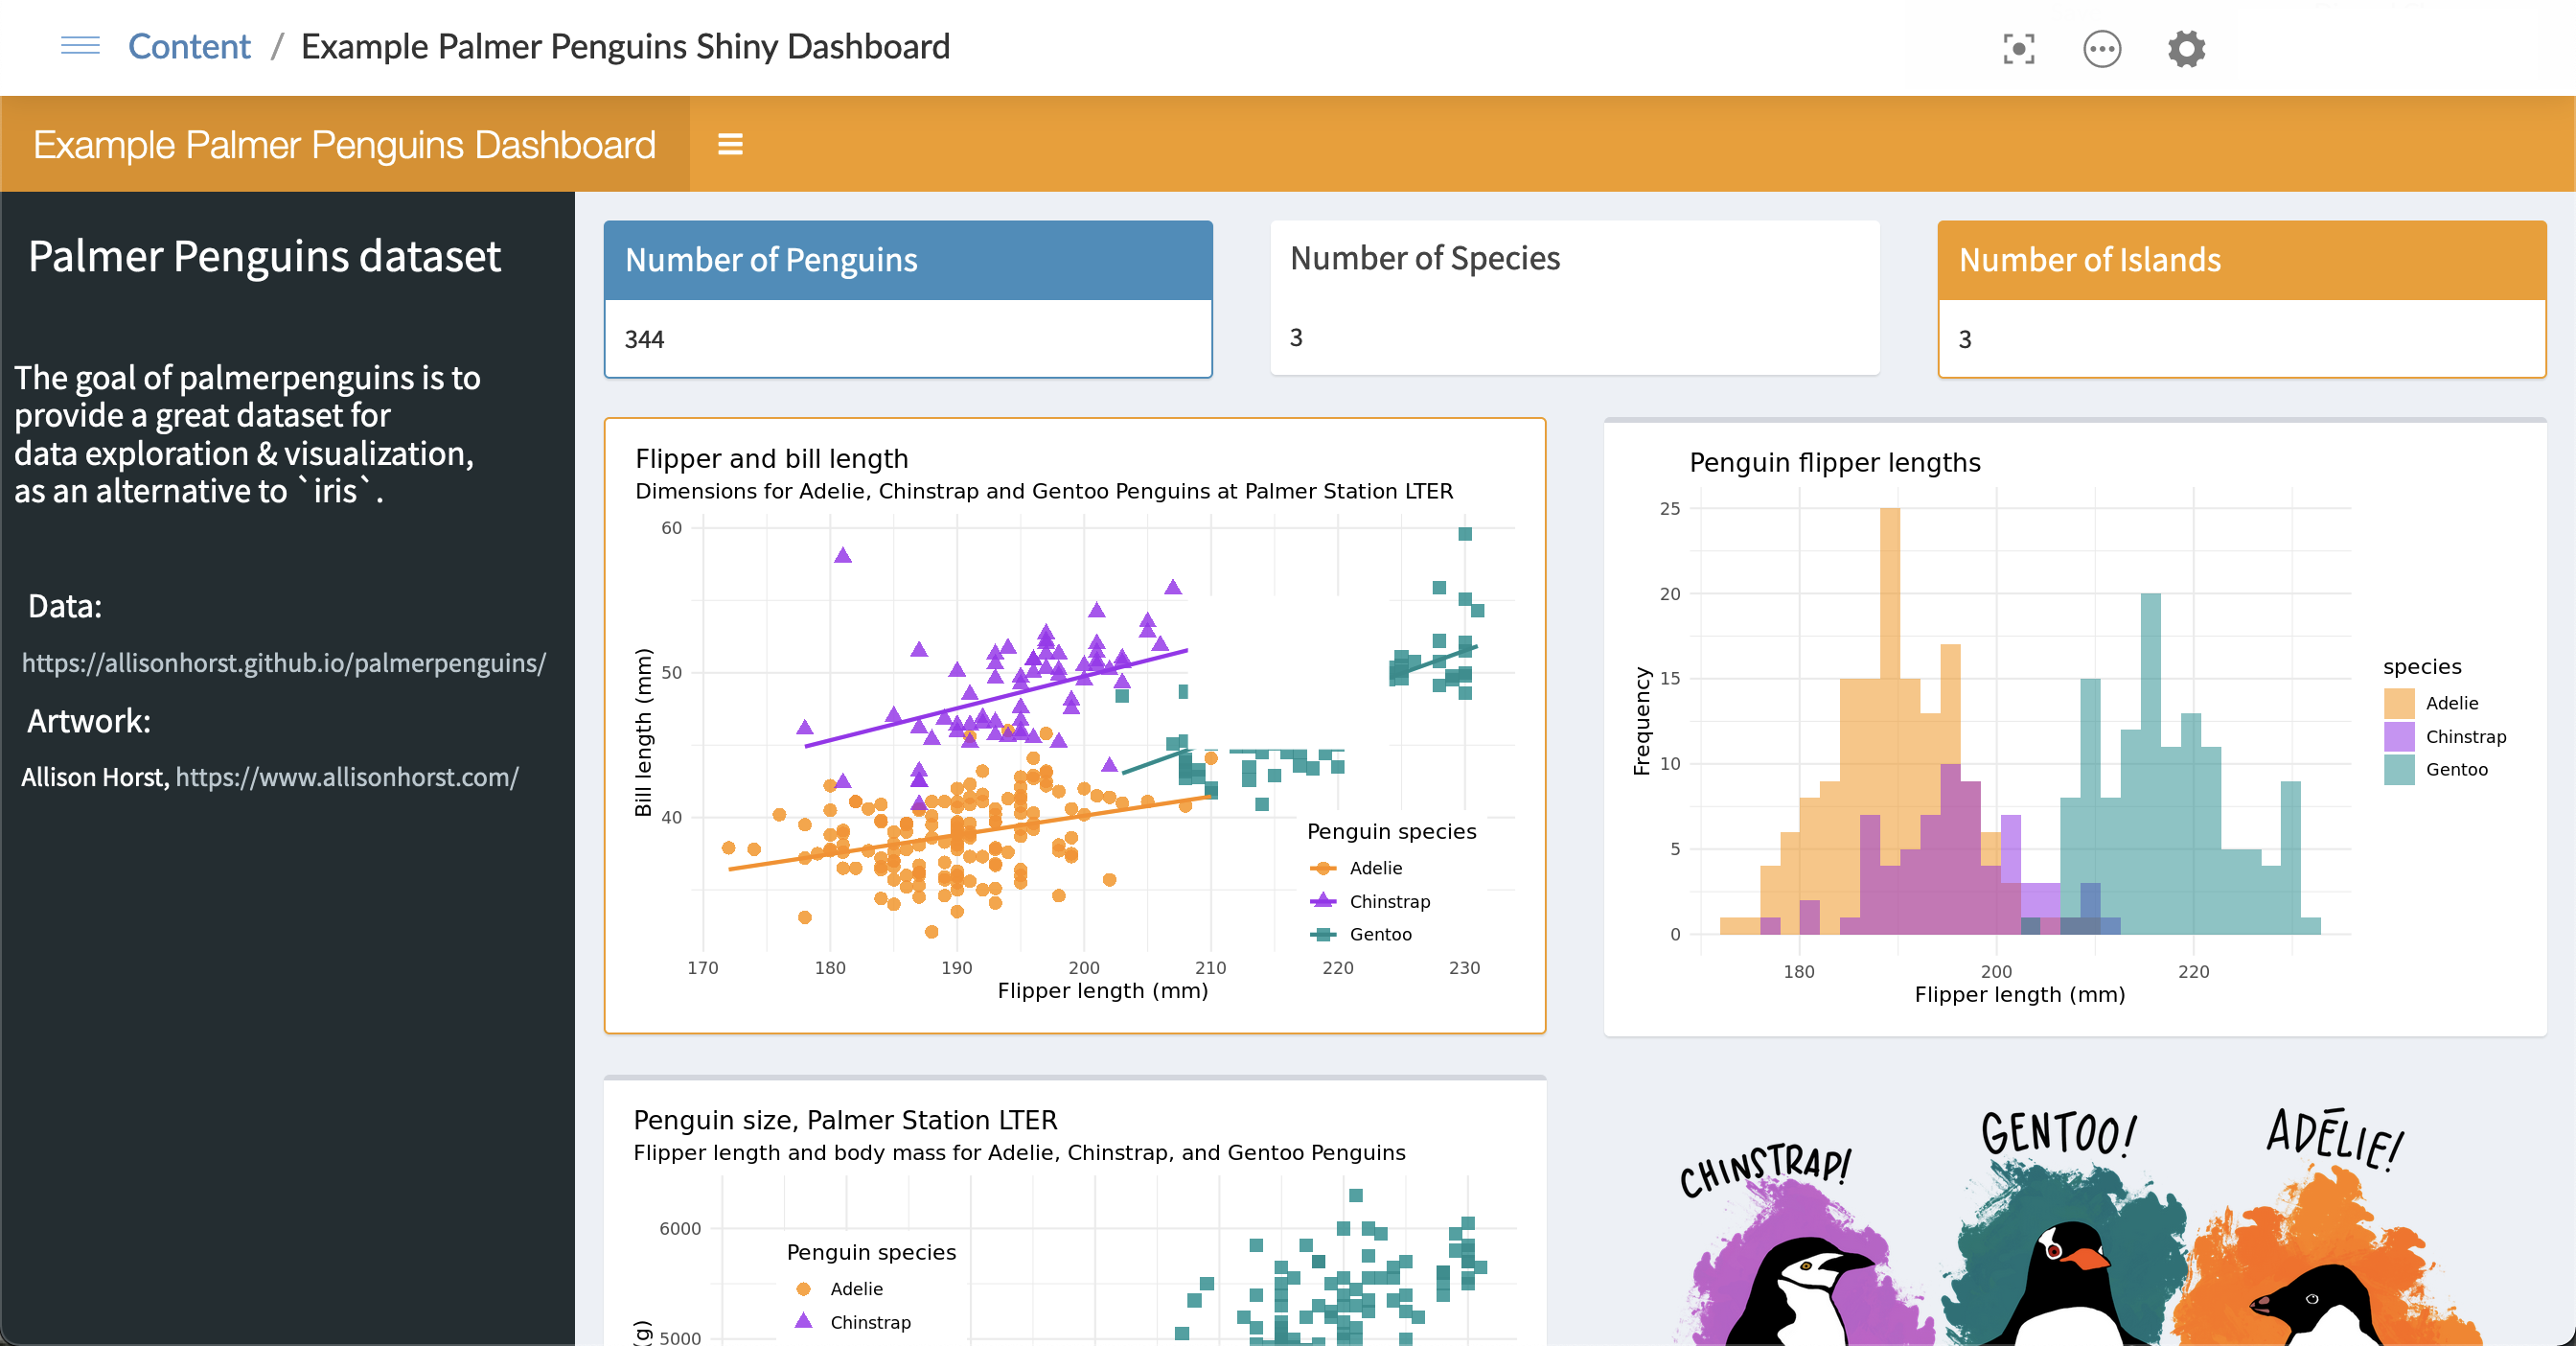 Content / Example Palmer Penguins Shiny Dashboard
Example Palmer Penguins Dashboard
Palmer Penguins dataset
The goal of palmerpenguins is to
provide a great dataset for
data exploration & visualization,
as an alternative to `iris`.
Data:
https://allisonhorst.github.io/palmerpenguins/
Artwork:
Allison Horst, https://www.allisonhorst.com/
Number of Penguins
344
Number of Species
3
Number of Islands
3
Flipper and bill length
Dimensions for Adelie, Chinstrap and Gentoo Penguins at Palmer Station LTER
60
50
40
Bill length (mm)
Penguin species
Adelie
Chinstrap
Gentoo
170 180 190 200 210 220 230
Flipper length (mm)
Penguin flipper lengths
25
20
15
10
5
0
Frequency
180 200 220
Flipper length (mm)
species
Adelie
Chinstrap
Gentoo
Penguin size, Palmer Station LTER
Flipper length and body mass for Adelie, Chinstrap, and Gentoo Penguins
6000
5000
(g)
Penguin species
Adelie
Chinstrap
CHINSTRAP!
GENTOO!
ADĒLIE!